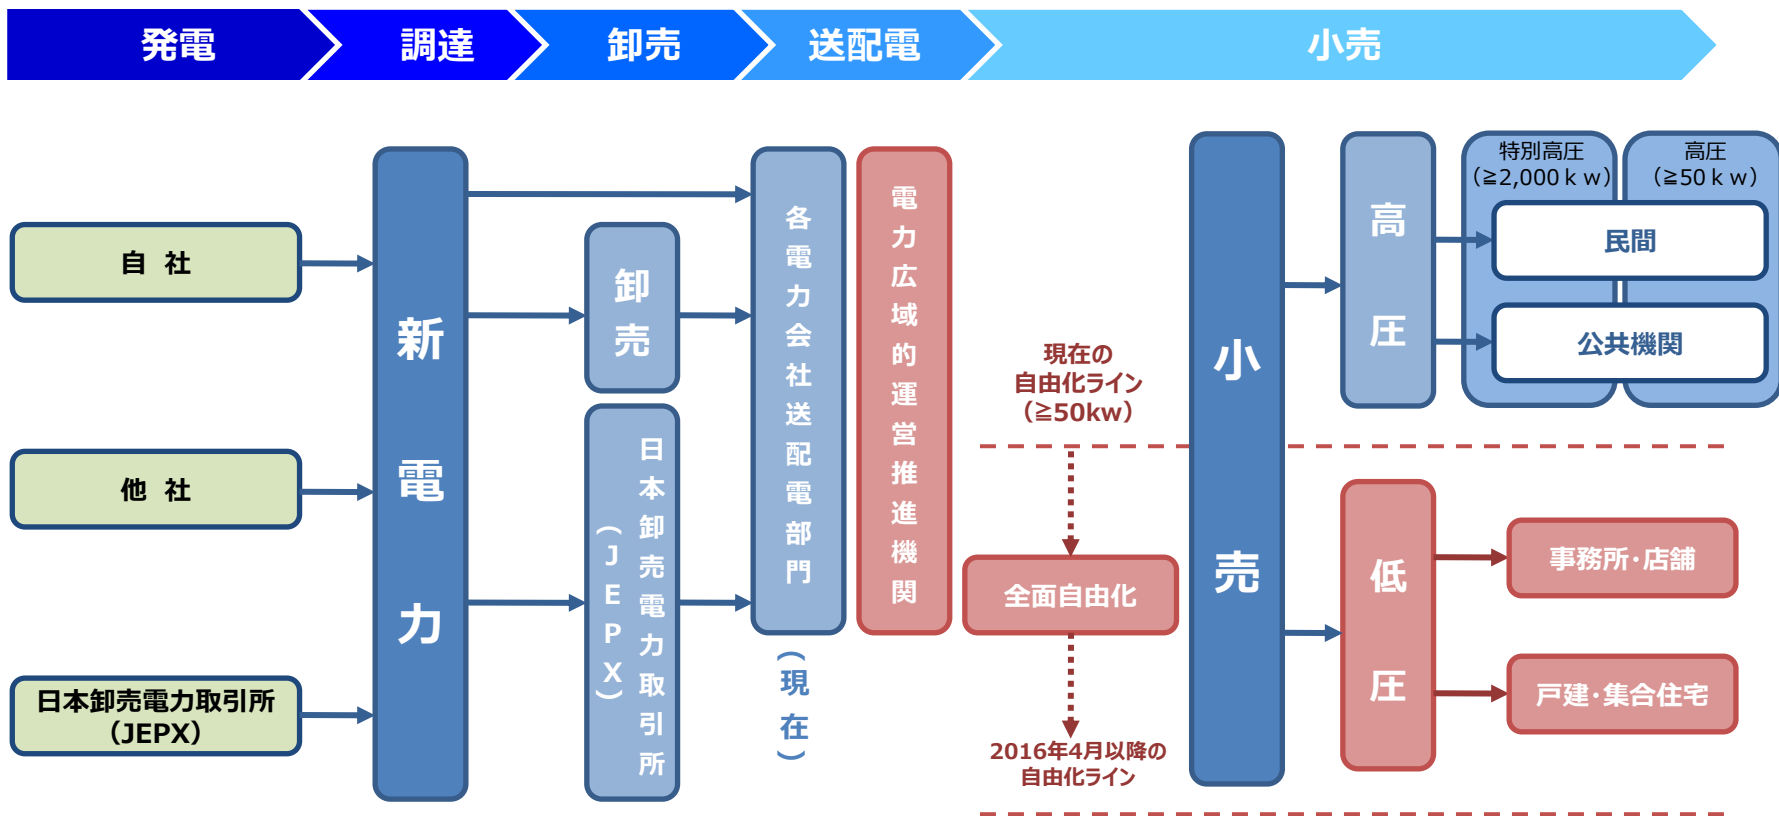 発電
調達
卸売
送配電
小売
自 社
他 社
日本卸売電力取引所
（JEPX）
新電力
卸売
日本卸売電力取引所
（JEPX）
各電力会社送配電部門
（現在）
電力広域的運営推進機関
現在の
自由化ライン
（≧50kw）
全面自由化
2016年4月以降の
自由化ライン
小売
高圧
特別高圧
（≧2,000ｋｗ）
高圧
（≧50ｋｗ）
民間
公共機関
低圧
事務所・店舗
戸建・集合住宅